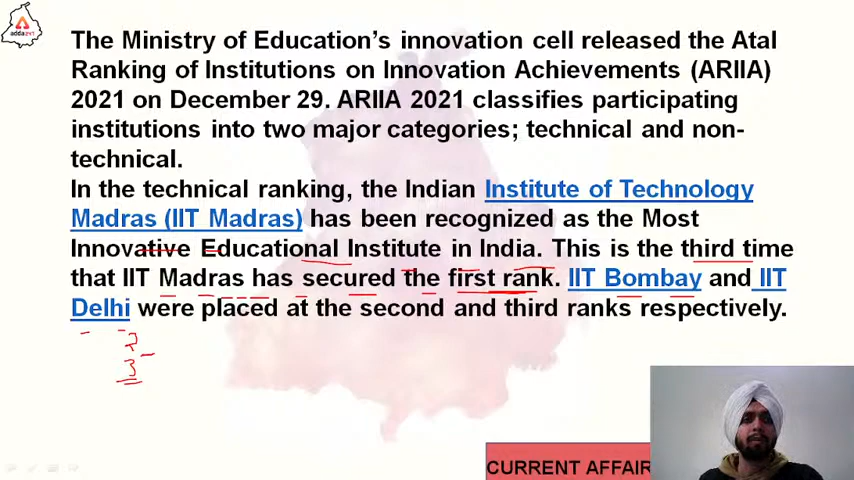 adda247
The Ministry of Education's innovation cell released the Atal
Ranking of Institutions on Innovation Achievements (ARIIA)
2021 on December 29. ARIIA 2021 classifies participating
institutions into two major categories; technical and non-
technical.
In the technical ranking, the Indian Institute of Technology
Madras (IIT Madras) has been recognized as the Most
Innovative Educational Institute in India. This is the third time
that IIT Madras has secured the first rank. IIT Bombay and IIT
Delhi were placed at the second and third ranks respectively.
2
3
CURRENT AFFAIR